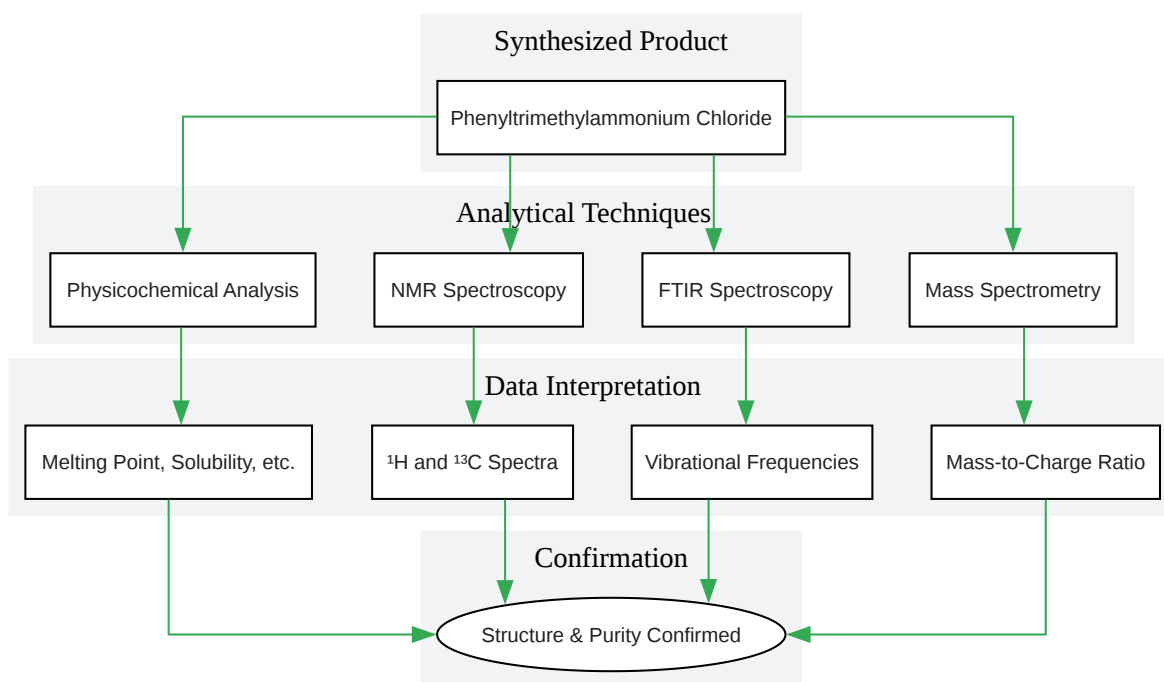 Synthesized Product
Phenyltrimethylammonium Chloride
Analytical Techniques
Physicochemical Analysis
NMR Spectroscopy
FTIR Spectroscopy
Mass Spectrometry
Data Interpretation
Melting Point, Solubility, etc.
¹H and ¹³C Spectra
Vibrational Frequencies
Mass-to-Charge Ratio
Confirmation
Structure & Purity Confirmed